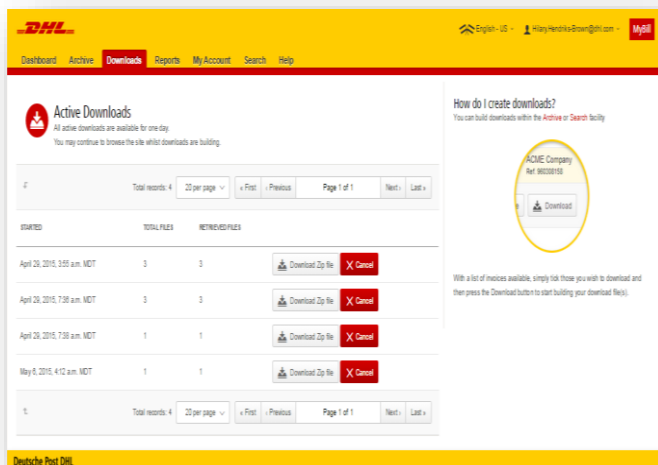 DHL
English - US
Hilary.Hendriks-Brown@dhl.com
MyBill
Dashboard Archive Downloads Reports My Account Search Help
Active Downloads
All active downloads are available for one day.
You may continue to browse the site whilst downloads are building.
Total records: 4 20 per page « First ‹ Previous Page 1 of 1 Next › Last »
STARTED TOTAL FILES RETRIEVED FILES
April 29, 2015, 3:55 a.m. MDT 3 3 Download Zip file X Cancel
April 29, 2015, 7:36 a.m. MDT 3 3 Download Zip file X Cancel
April 29, 2015, 7:38 a.m. MDT 1 1 Download Zip file X Cancel
May 6, 2015, 4:12 a.m. MDT 1 1 Download Zip file X Cancel
Total records: 4 20 per page « First ‹ Previous Page 1 of 1 Next › Last »
How do I create downloads?
You can build downloads within the Archive or Search facility
ACME Company
Download
With a list of invoices available, simply tick those you wish to download and
then press the Download button to start building your download file(s).
Deutsche Post DHL